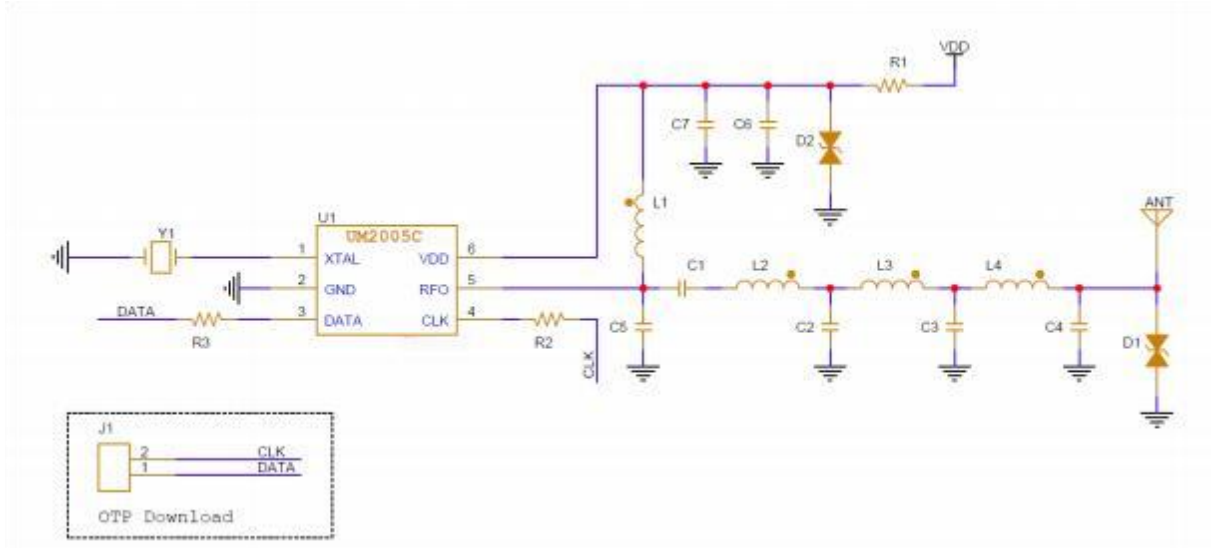 VDD
R1
C7
C6
D2
L1
U1
UM2005C
Y1
1
XTAL
VDD
6
ANT
2
GND
RFO
5
C1
L2
L3
L4
DATA
3
DATA
CLK
4
R3
R2
CLK
C5
C2
C3
C4
D1
J1
2
CLK
1
DATA
OTP Download